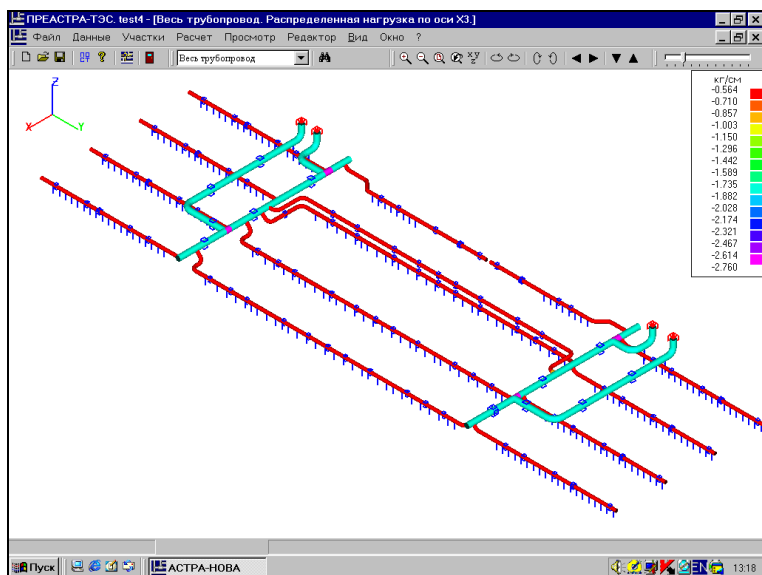 ПРЕАСТРА-ТЭС. test4 - [Весь трубопровод. Распределенная нагрузка по оси X3.]
Файл Данные Участки Расчет Просмотр Редактор Вид Окно ?
Весь трубопровод
xy
z
Z
X
Y
кг/см
-0.564
-0.710
-0.857
-1.003
-1.150
-1.296
-1.442
-1.589
-1.735
-1.882
-2.028
-2.174
-2.321
-2.467
-2.614
-2.760
Пуск АСТРА-НОВА EN 13:18